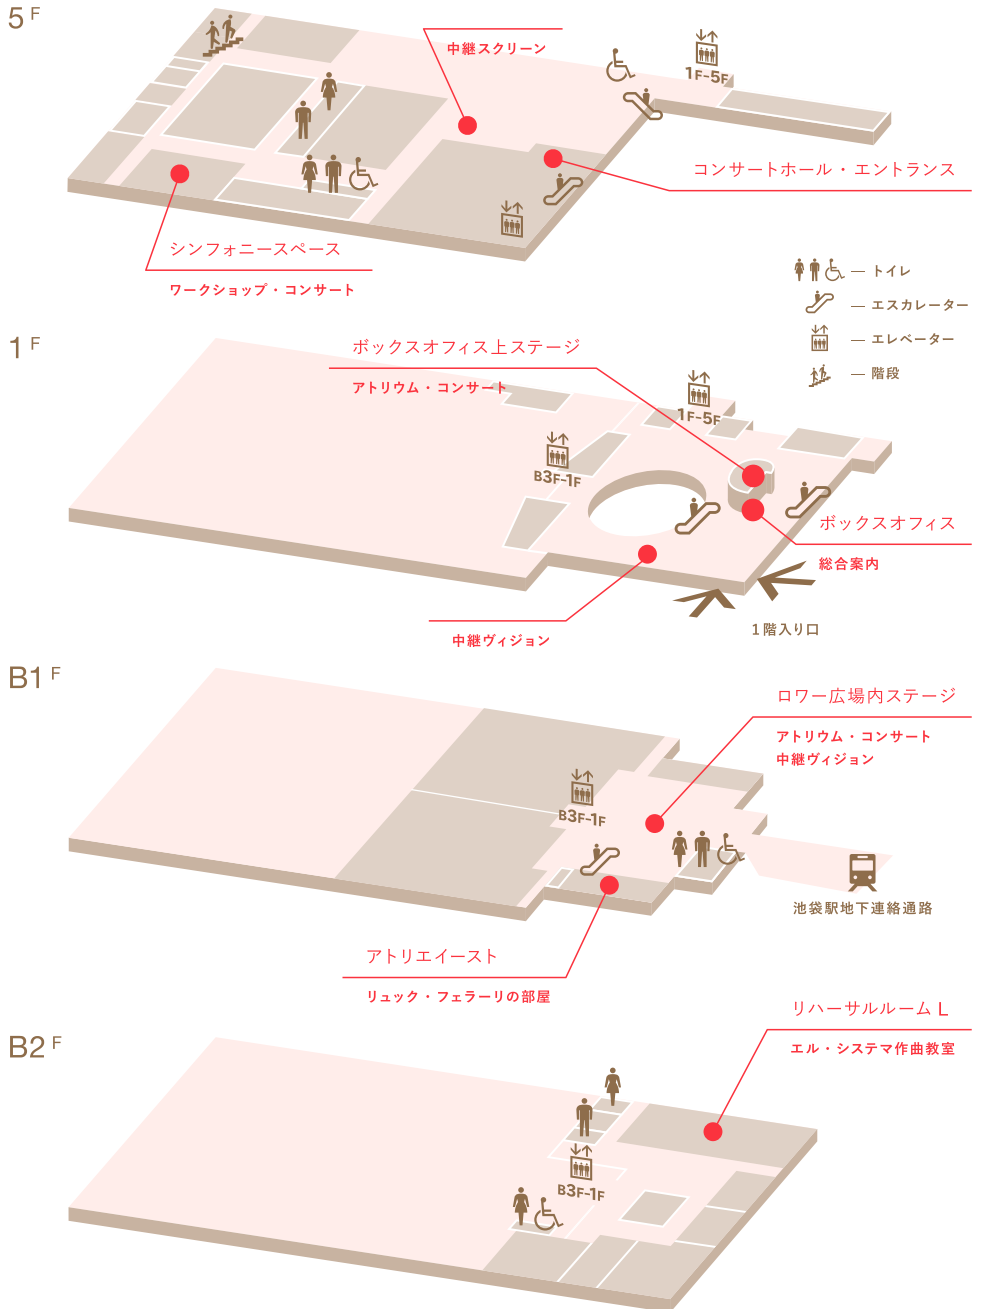 5 F
中継スクリーン
1F-5F
コンサートホール・エントランス
シンフォニースペース
ワークショップ・コンサート
トイレ
エスカレーター
エレベーター
階段
1 F
ボックスオフィス上ステージ
アトリウム・コンサート
1F-5F
B3F-1F
ボックスオフィス
総合案内
1階入り口
中継ヴィジョン
B1 F
ロワー広場内ステージ
アトリウム・コンサート
中継ヴィジョン
B3F-1F
池袋駅地下連絡通路
アトリエイースト
リュック・フェラーリの部屋
B2 F
リハーサルルーム L
エル・システマ作曲教室
B3F-1F